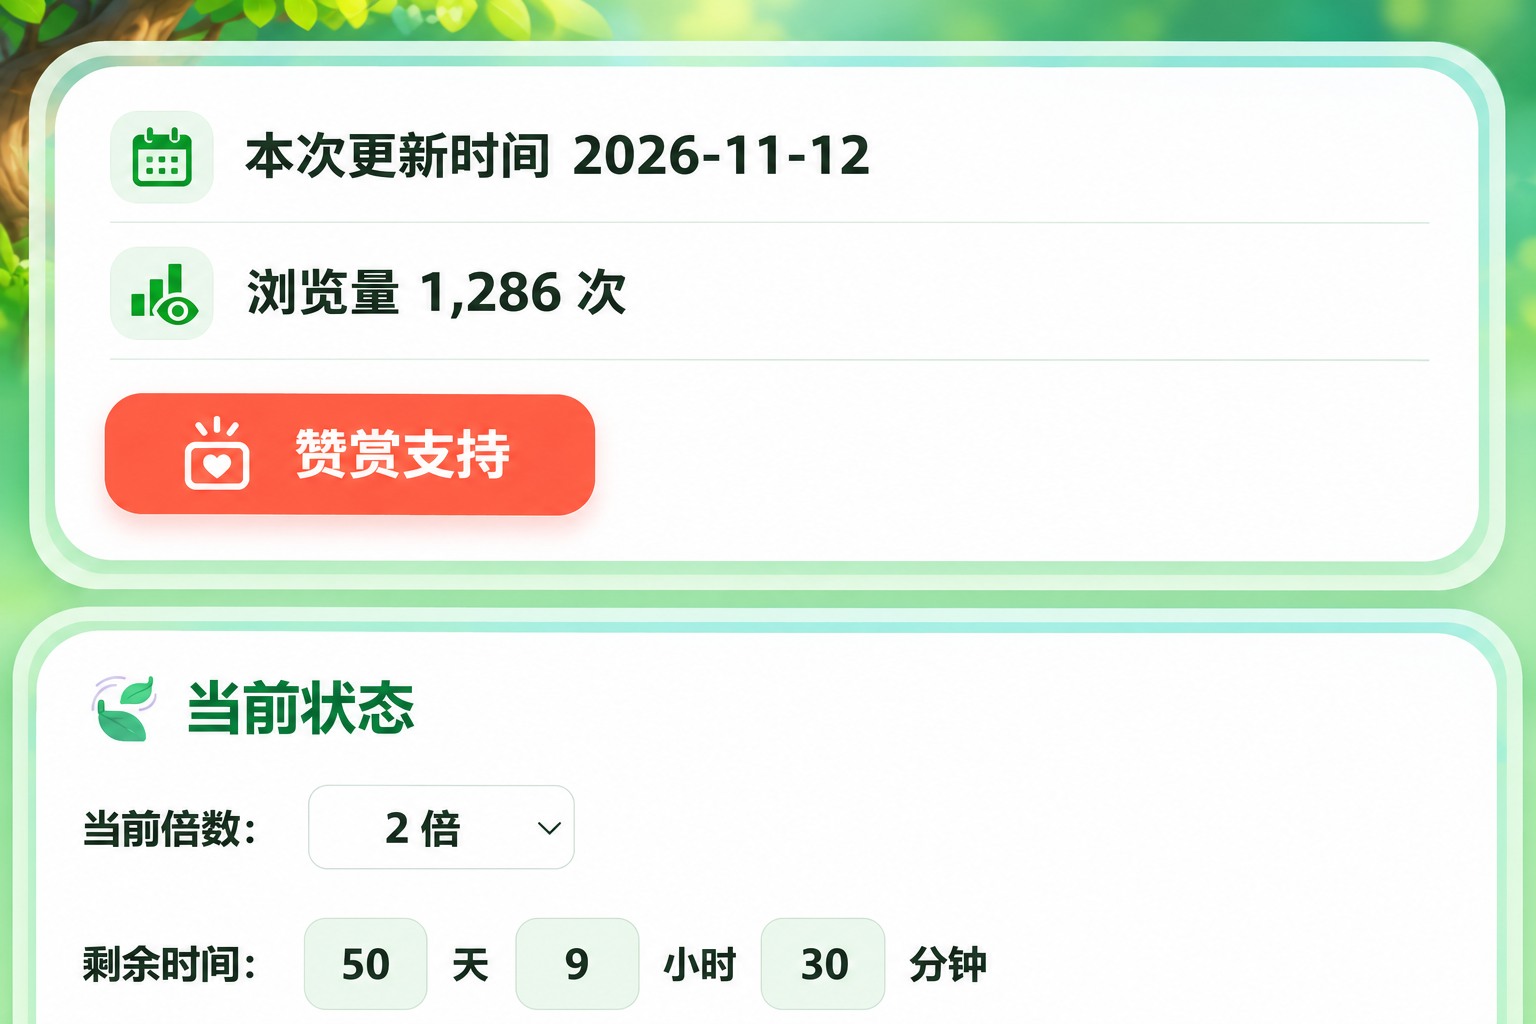 本次更新时间 2026-11-12
浏览量 1,286 次
赞赏支持
当前状态
当前倍数： 2 倍
剩余时间： 50 天 9 小时 30 分钟